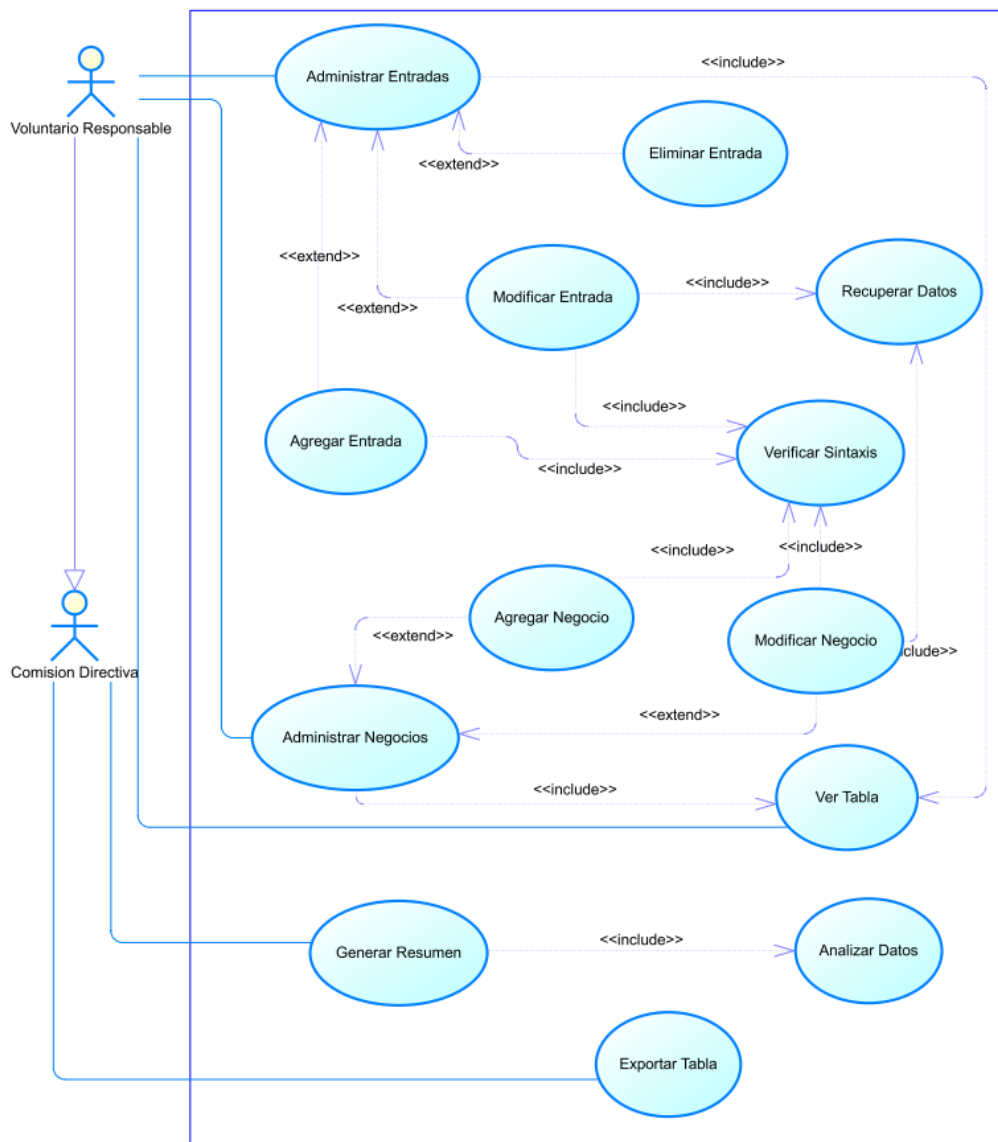 Administrar Entradas
<<include>>
Voluntario Responsable
Eliminar Entrada
<<extend>>
<<extend>>
Modificar Entrada
<<include>>
Recuperar Datos
<<extend>>
<<include>>
Agregar Entrada
Verificar Sintaxis
<<include>>
<<include>>
<<include>>
Agregar Negocio
<<extend>>
Modificar Negocio
clude>>
Comision Directiva
<<extend>>
Administrar Negocios
<<include>>
Ver Tabla
Generar Resumen
<<include>>
Analizar Datos
Exportar Tabla